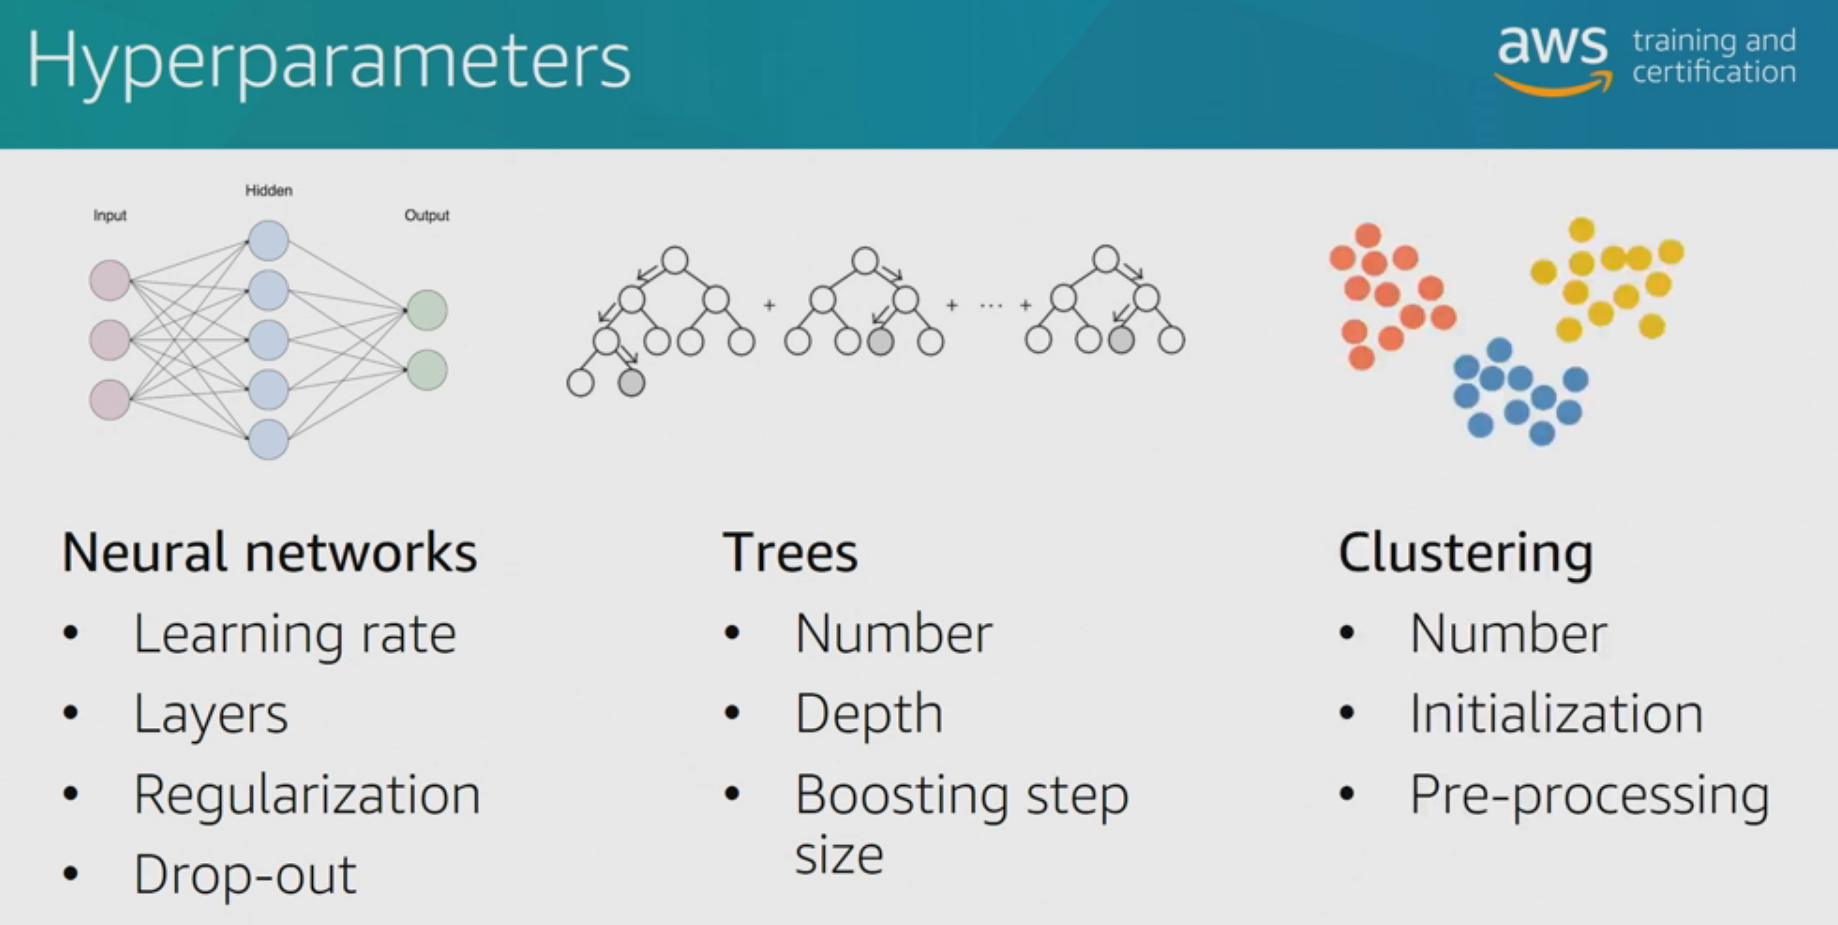 Hyperparameters
aws
training and
certification
Input
Hidden
Output
+
+ ... +
Neural networks
• Learning rate
• Layers
• Regularization
• Drop-out
Trees
• Number
• Depth
• Boosting step
size
Clustering
• Number
• Initialization
• Pre-processing